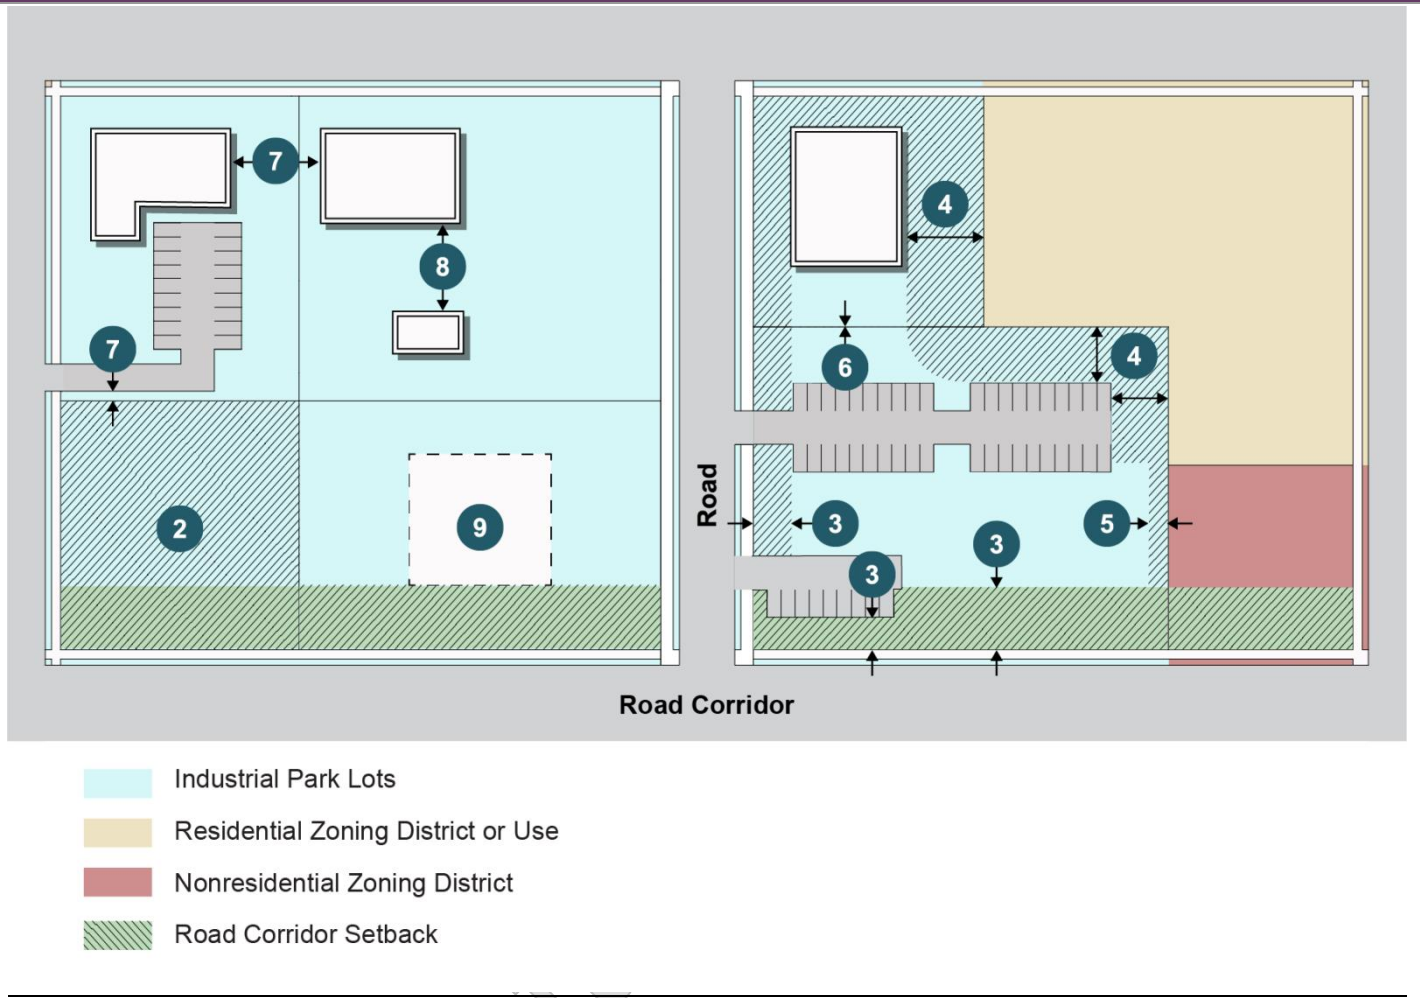 7
4
8
7
4
6
Road
2
9
3
5
3
3
Road Corridor
Industrial Park Lots
Residential Zoning District or Use
Nonresidential Zoning District
Road Corridor Setback